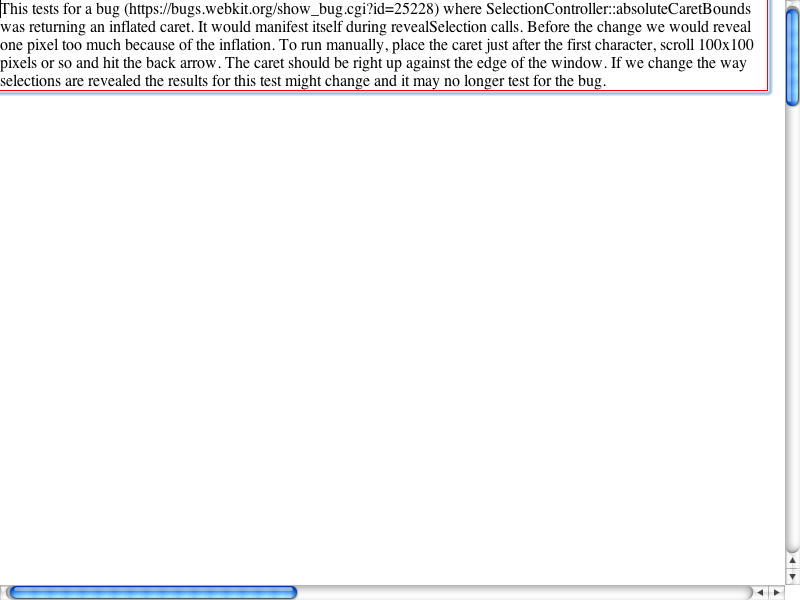 This tests for a bug (https://bugs.webkit.org/show_bug.cgi?id=25228) where SelectionController::absoluteCaretBounds
was returning an inflated caret. It would manifest itself during revealSelection calls. Before the change we would reveal
one pixel too much because of the inflation. To run manually, place the caret just after the first character, scroll 100x100
pixels or so and hit the back arrow. The caret should be right up against the edge of the window. If we change the way
selections are revealed the results for this test might change and it may no longer test for the bug.